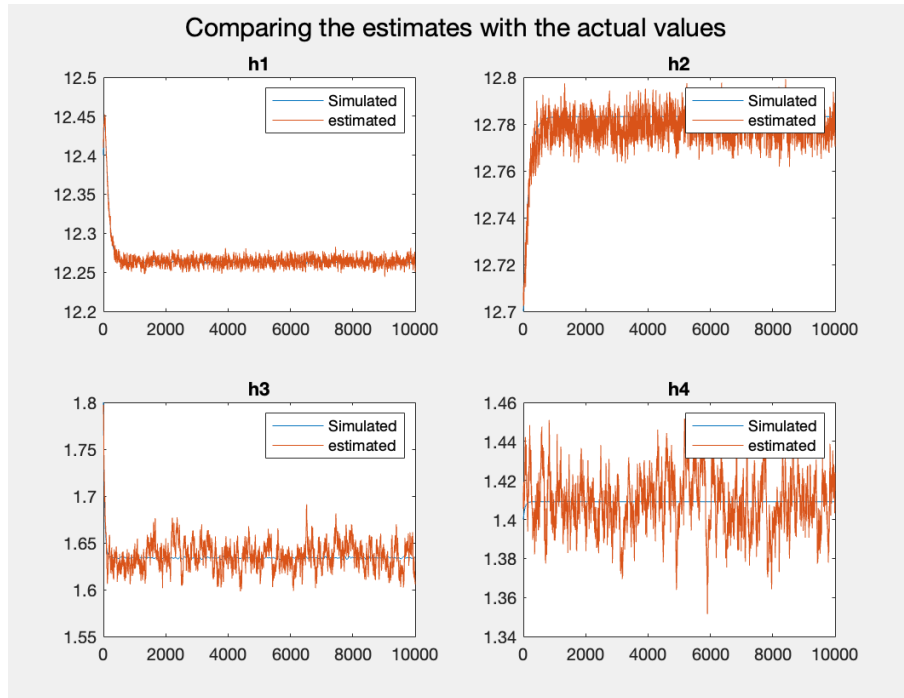 Comparing the estimates with the actual values
h1
12.5
12.45
12.4
12.35
12.3
12.25
12.2
0 2000 4000 6000 8000 10000
Simulated
estimated
h2
12.8
12.78
12.76
12.74
12.72
12.7
0 2000 4000 6000 8000 10000
Simulated
estimated
h3
1.8
1.75
1.7
1.65
1.6
1.55
0 2000 4000 6000 8000 10000
Simulated
estimated
h4
1.46
1.44
1.42
1.4
1.38
1.36
1.34
0 2000 4000 6000 8000 10000
Simulated
estimated